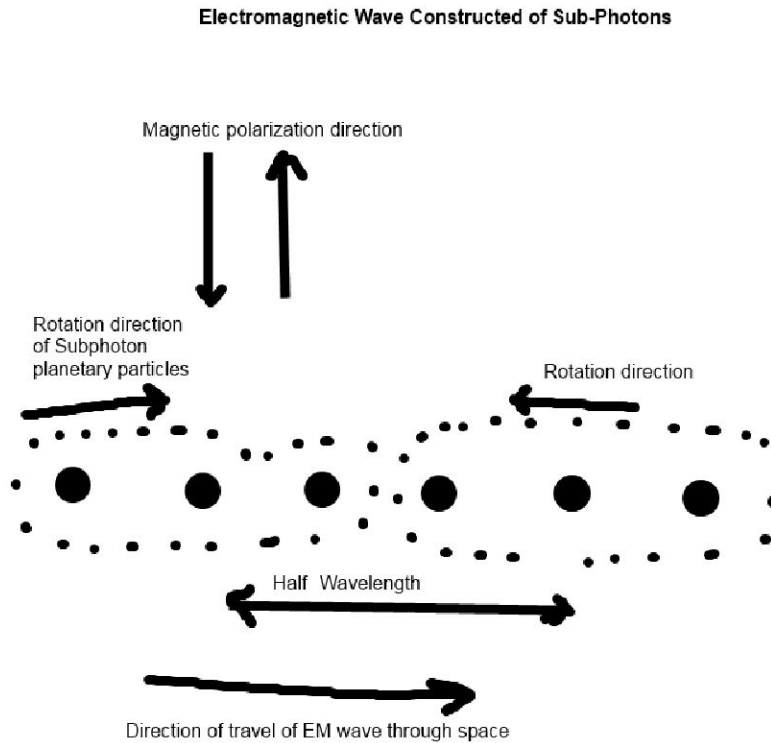 Electromagnetic Wave Constructed of Sub-Photons
Magnetic polarization direction
Rotation direction
of Subphoton
planetary particles
Rotation direction
Half Wavelength
Direction of travel of EM wave through space